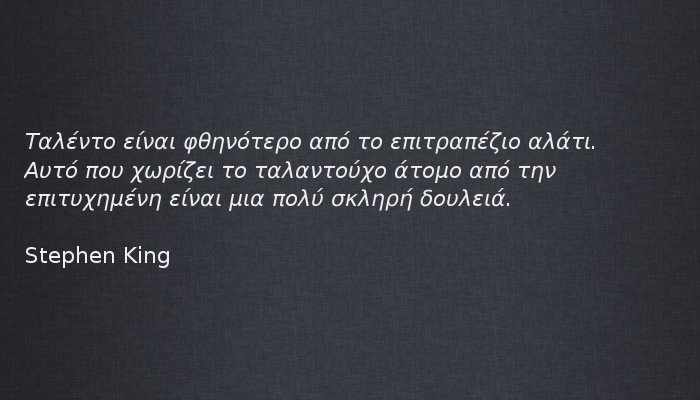 Ταλέντο είναι φθηνότερο από το επιτραπέζιο αλάτι.
Αυτό που χωρίζει το ταλαντούχο άτομο από την
επιτυχημένη είναι μια πολύ σκληρή δουλειά.
Stephen King